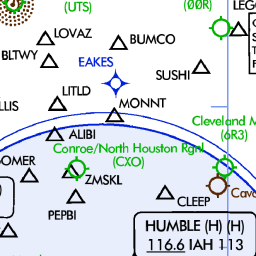 (UTS)
(00R)
LEG
LOVAZ
BUMCO
BLTWY
EAKES
SUSHI
LITLD
LLIS
MONNT
Cleveland M
(6R3)
ALIBI
Conroe/North Houston Rgnl
(CXO)
OMER
ZMSKL
PEPBI
CLEEP
Cava
HUMBLE (H) (H)
116.6 IAH 113